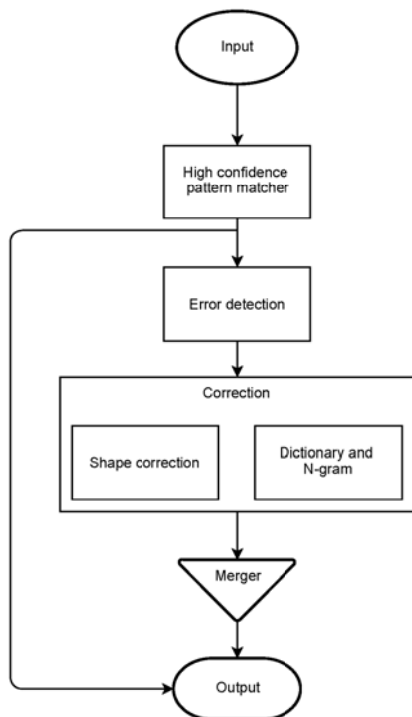 Input
High confidence
pattern matcher
Error detection
Correction
Shape correction
Dictionary and
N-gram
Merger
Output